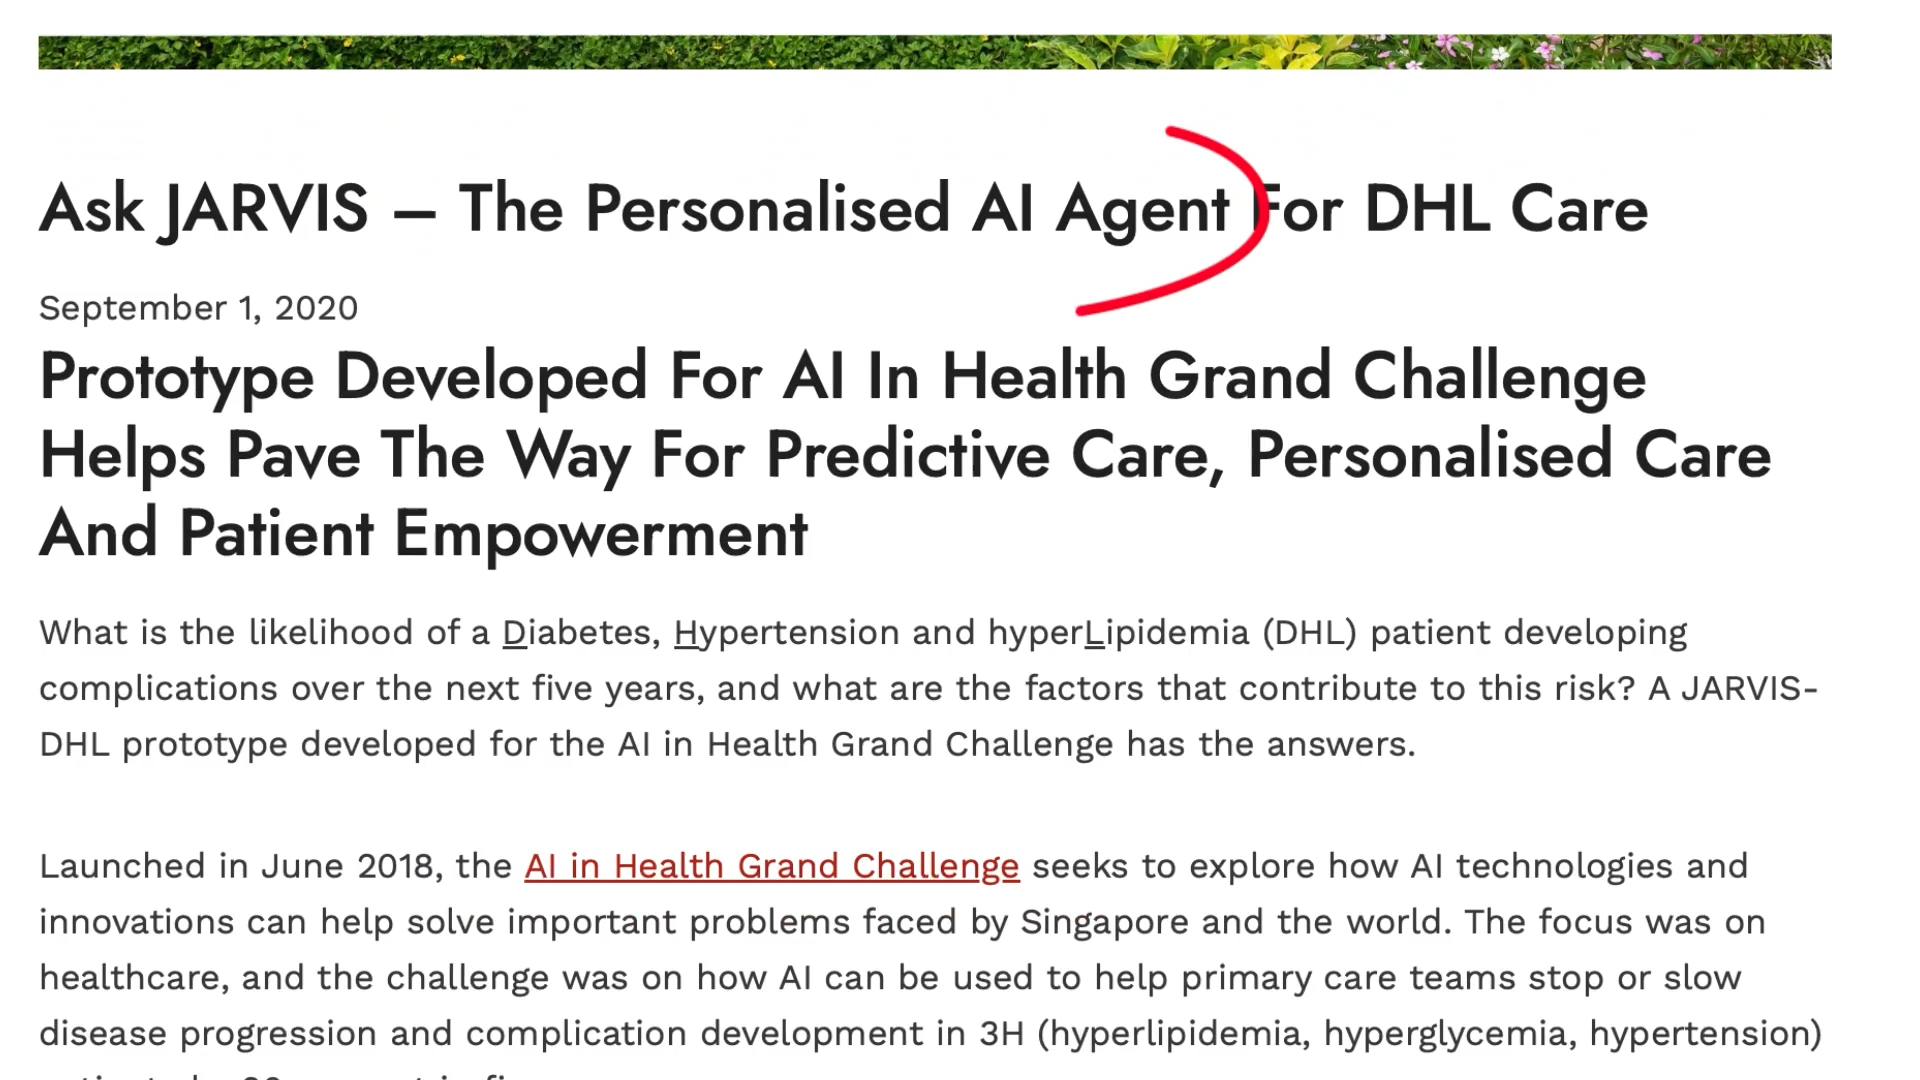 Ask JARVIS – The Personalised AI Agent For DHL Care
September 1, 2020
Prototype Developed For AI In Health Grand Challenge
Helps Pave The Way For Predictive Care, Personalised Care
And Patient Empowerment
What is the likelihood of a Diabetes, Hypertension and hyperLipidemia (DHL) patient developing
complications over the next five years, and what are the factors that contribute to this risk? A JARVIS-
DHL prototype developed for the AI in Health Grand Challenge has the answers.
Launched in June 2018, the AI in Health Grand Challenge seeks to explore how AI technologies and
innovations can help solve important problems faced by Singapore and the world. The focus was on
healthcare, and the challenge was on how AI can be used to help primary care teams stop or slow
disease progression and complication development in 3H (hyperlipidemia, hyperglycemia, hypertension)